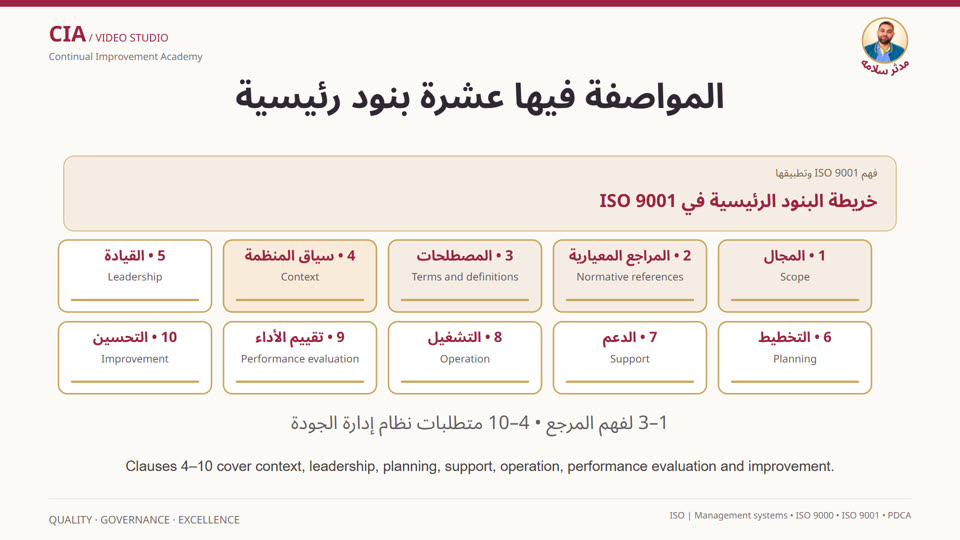 CIA / VIDEO STUDIO
Continual Improvement Academy
مدثر سلامه
المواصفة فيها عشرة بنود رئيسية
فهم ISO 9001 وتطبيقها
خريطة البنود الرئيسية في ISO 9001
1 • المجال
Scope
2 • المراجع المعيارية
Normative references
3 • المصطلحات
Terms and definitions
4 • سياق المنظمة
Context
5 • القيادة
Leadership
6 • التخطيط
Planning
7 • الدعم
Support
8 • التشغيل
Operation
9 • تقييم الأداء
Performance evaluation
10 • التحسين
Improvement
1–3 لفهم المرجع • 4–10 متطلبات نظام إدارة الجودة
Clauses 4–10 cover context, leadership, planning, support, operation, performance evaluation and improvement.
QUALITY · GOVERNANCE · EXCELLENCE
ISO | Management systems • ISO 9000 • ISO 9001 • PDCA